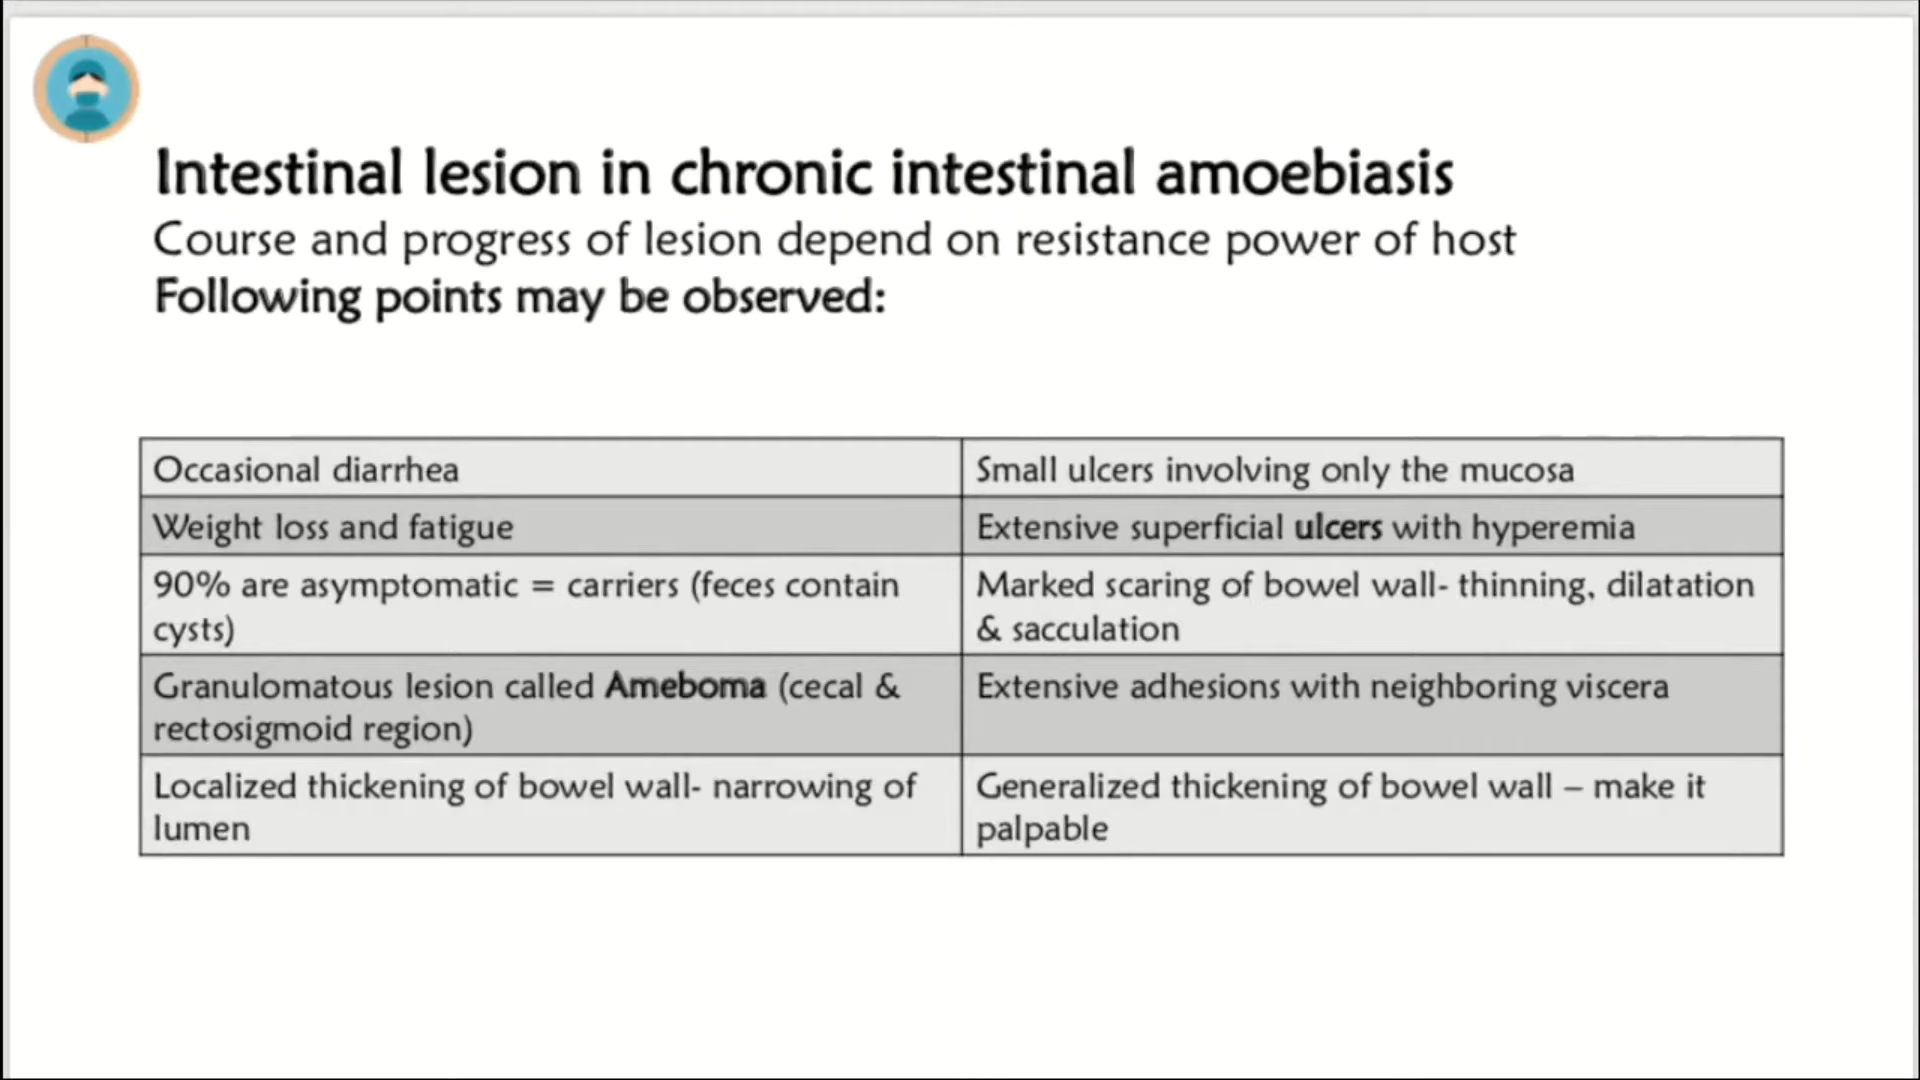 Intestinal lesion in chronic intestinal amoebiasis
Course and progress of lesion depend on resistance power of host
Following points may be observed:
Occasional diarrhea
Small ulcers involving only the mucosa
Weight loss and fatigue
Extensive superficial ulcers with hyperemia
90% are asymptomatic = carriers (feces contain
cysts)
Marked scaring of bowel wall- thinning, dilatation
& sacculation
Granulomatous lesion called Ameboma (cecal &
rectosigmoid region)
Extensive adhesions with neighboring viscera
Localized thickening of bowel wall- narrowing of
lumen
Generalized thickening of bowel wall – make it
palpable